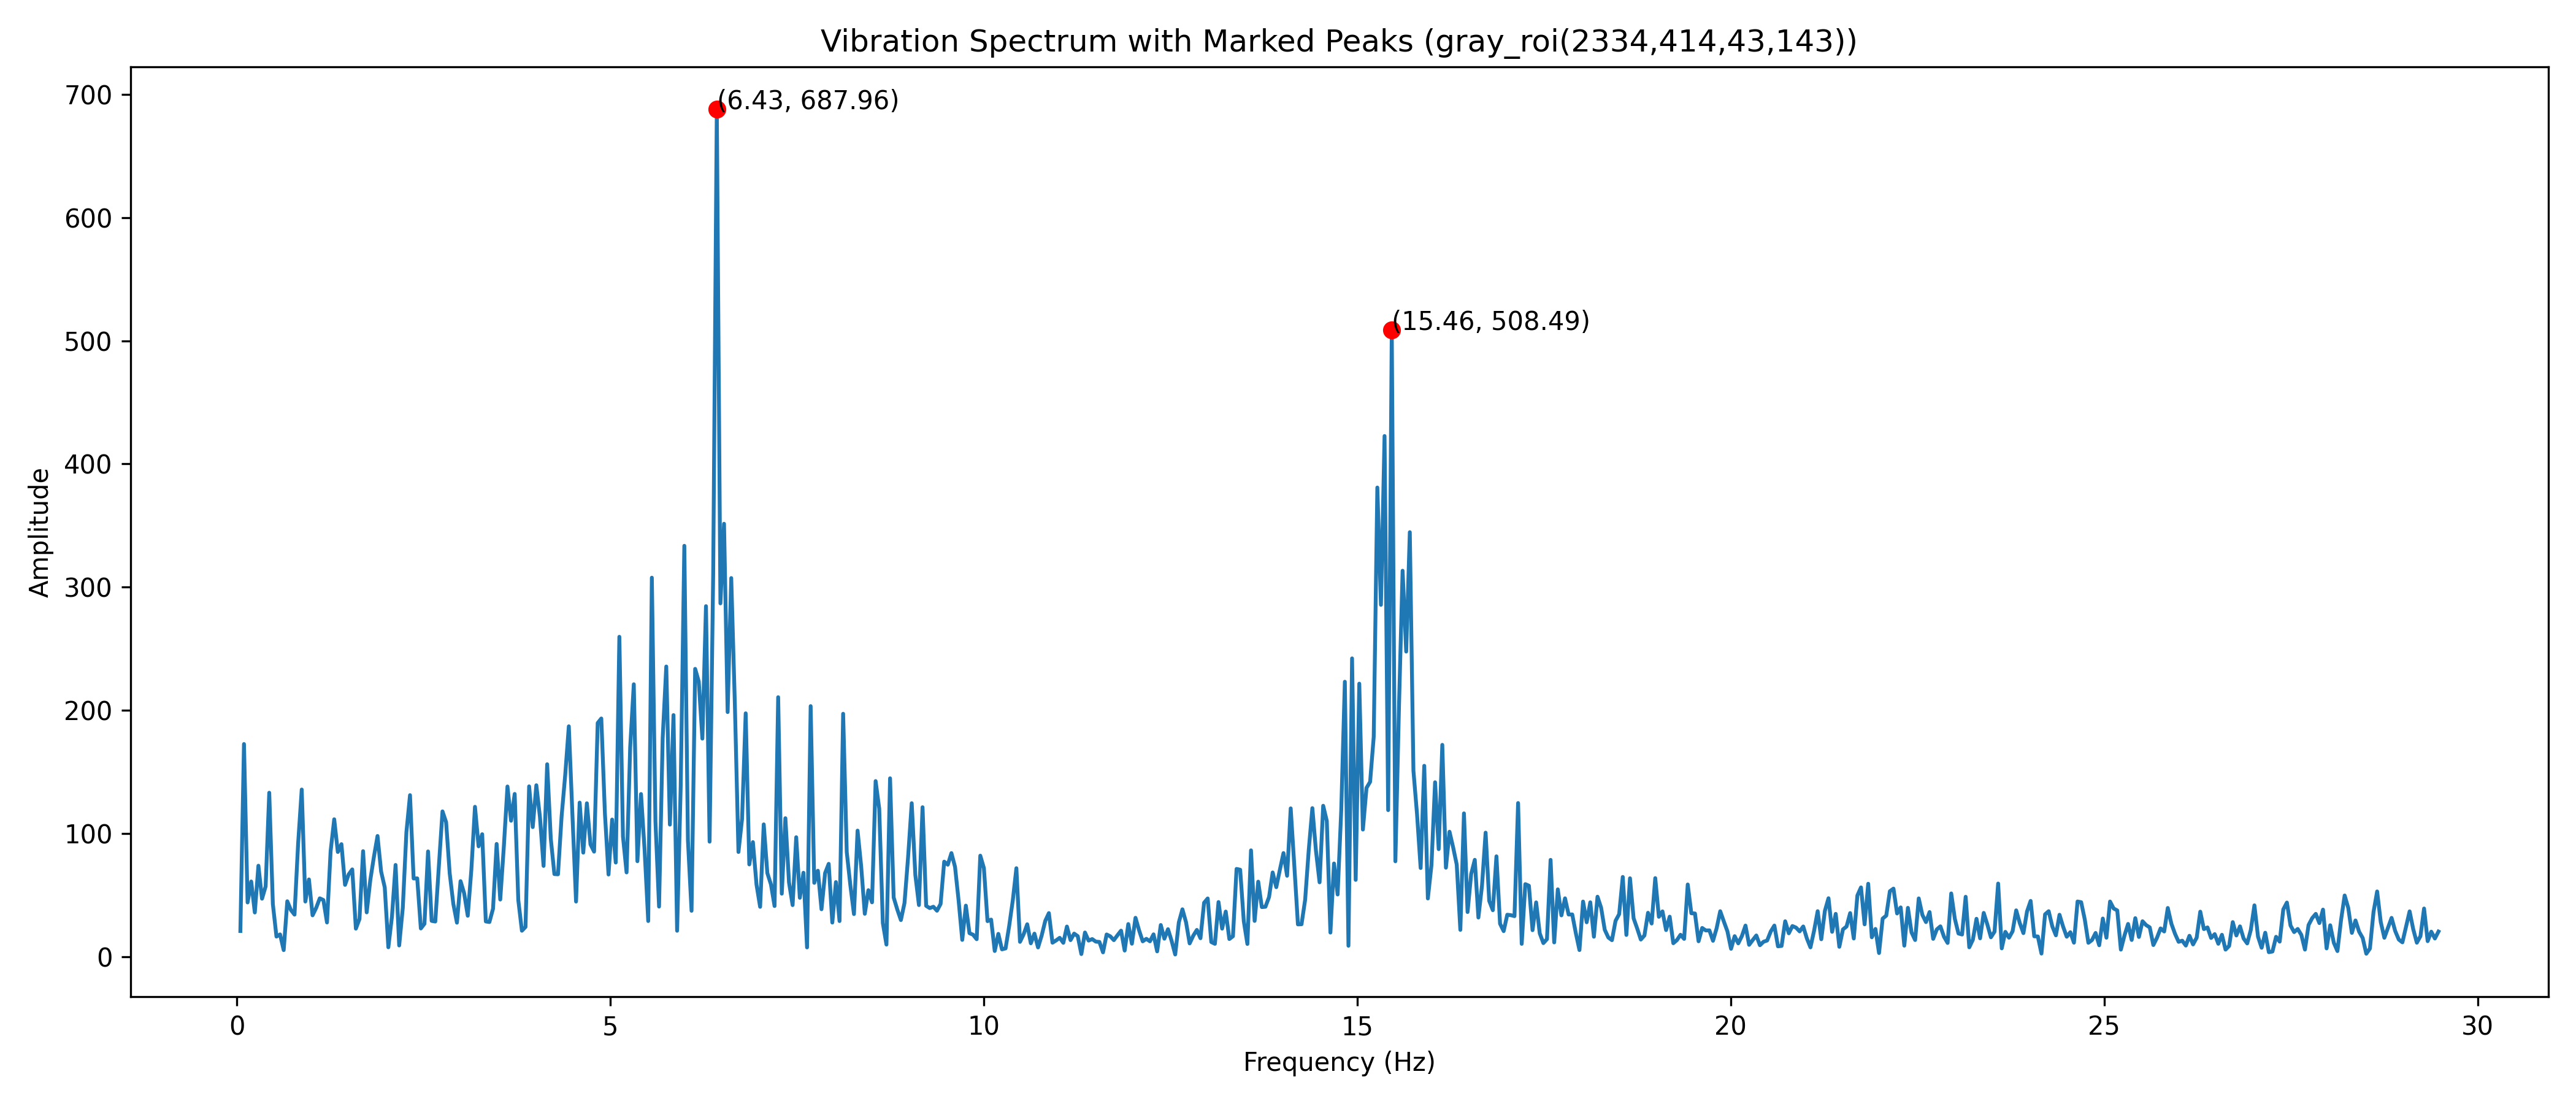 Vibration Spectrum with Marked Peaks (gray_roi(2334,414,43,143))
700
600
500
400
300
200
100
0
Amplitude
(6.43, 687.96)
(15.46, 508.49)
0 5 10 15 20 25 30
Frequency (Hz)